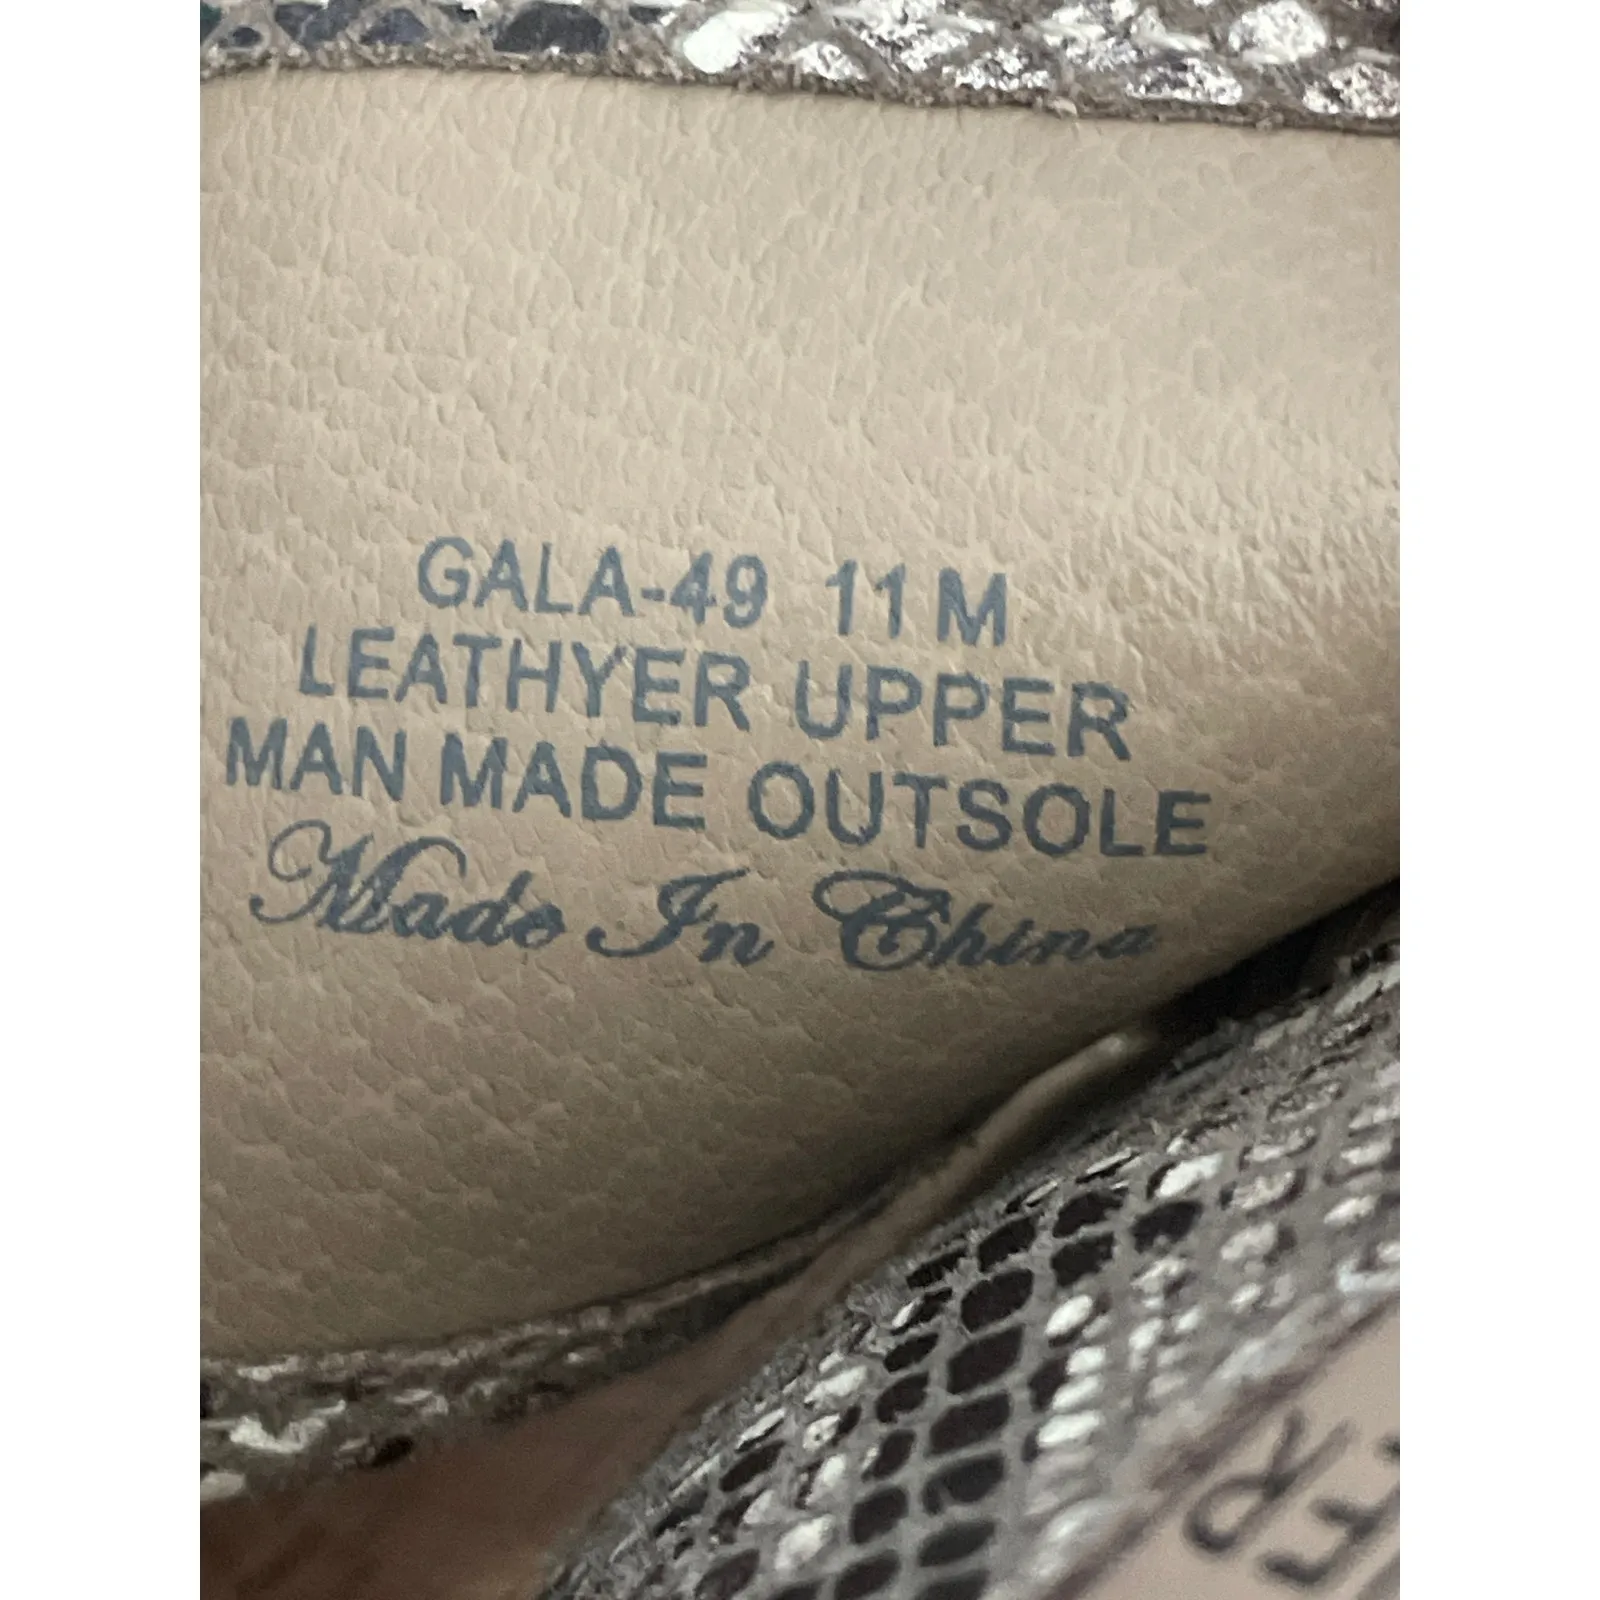 GALA-49 11 M
LEATHYER UPPER
MAN MADE OUTSOLE
Made In China